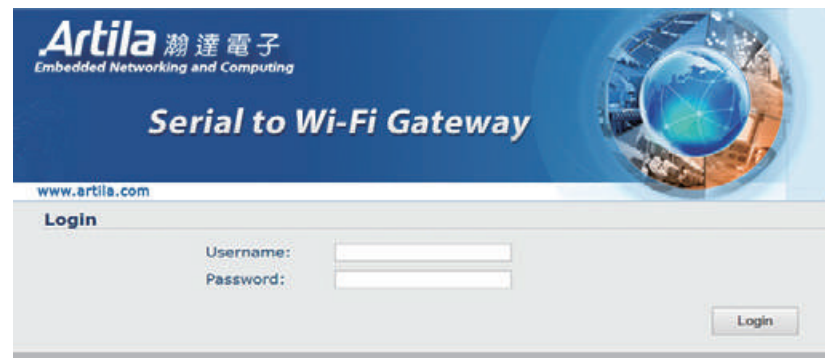 Artila 瀚達電子
Embedded Networking and Computing
Serial to Wi-Fi Gateway
www.artila.com
Login
Username:
Password:
Login